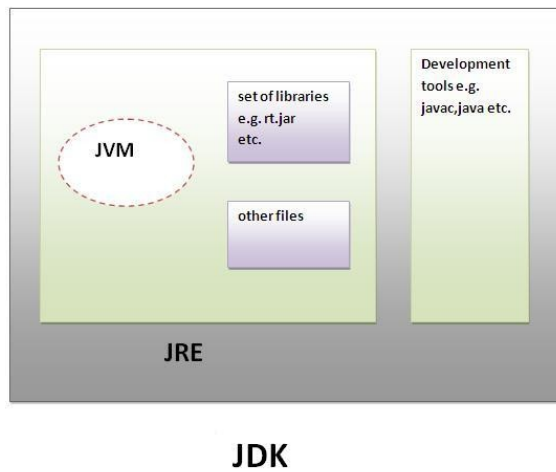 JVM
set of libraries
e.g. rt.jar
etc.
other files
Development
tools e.g.
javac,java etc.
JRE
JDK